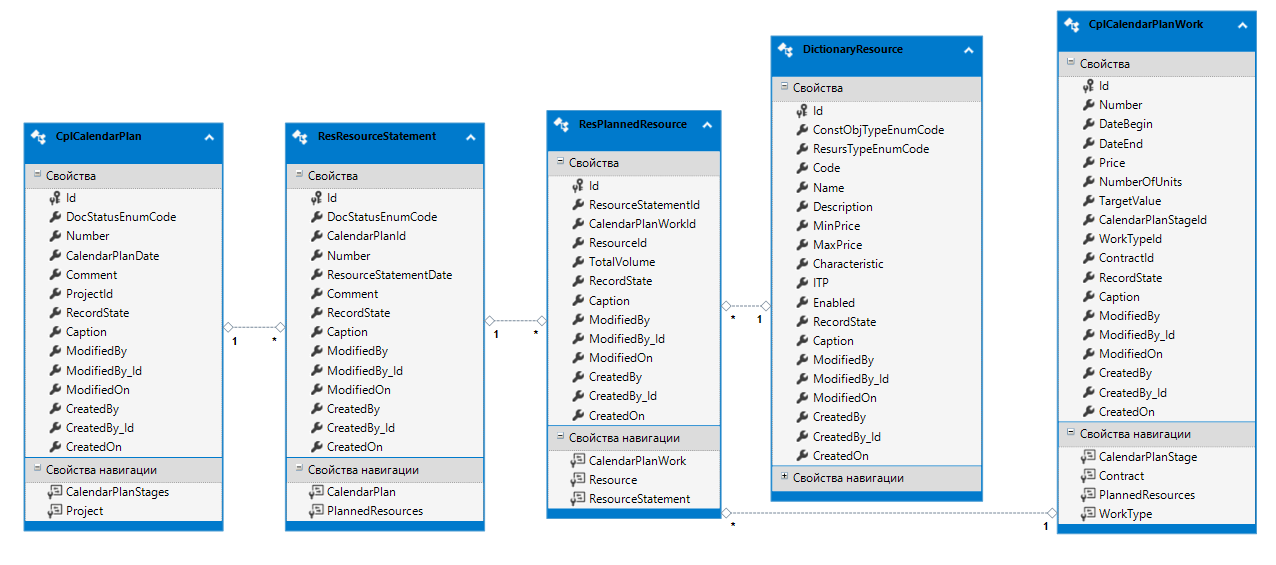 CplCalendarPlan
Свойства
Id
DocStatusEnumCode
Number
CalendarPlanDate
Comment
ProjectId
RecordState
Caption
ModifiedBy
ModifiedBy_Id
ModifiedOn
CreatedBy
CreatedBy_Id
CreatedOn
Свойства навигации
CalendarPlanStages
Project
1
*
ResResourceStatement
Свойства
Id
DocStatusEnumCode
CalendarPlanId
Number
ResourceStatementDate
Comment
RecordState
Caption
ModifiedBy
ModifiedBy_Id
ModifiedOn
CreatedBy
CreatedBy_Id
CreatedOn
Свойства навигации
CalendarPlan
PlannedResources
1
*
ResPlannedResource
Свойства
Id
ResourceStatementId
CalendarPlanWorkId
ResourceId
TotalVolume
RecordState
Caption
ModifiedBy
ModifiedBy_Id
ModifiedOn
CreatedBy
CreatedBy_Id
CreatedOn
Свойства навигации
CalendarPlanWork
Resource
ResourceStatement
*
1
DictionaryResource
Свойства
Id
ConstObjTypeEnumCode
ResursTypeEnumCode
Code
Name
Description
MinPrice
MaxPrice
Characteristic
ITP
Enabled
RecordState
Caption
ModifiedBy
ModifiedBy_Id
ModifiedOn
CreatedBy
CreatedBy_Id
CreatedOn
Свойства навигации
*
1
CplCalendarPlanWork
Свойства
Id
Number
DateBegin
DateEnd
Price
NumberOfUnits
TargetValue
CalendarPlanStageId
WorkTypeId
ContractId
RecordState
Caption
ModifiedBy
ModifiedBy_Id
ModifiedOn
CreatedBy
CreatedBy_Id
CreatedOn
Свойства навигации
CalendarPlanStage
Contract
PlannedResources
WorkType